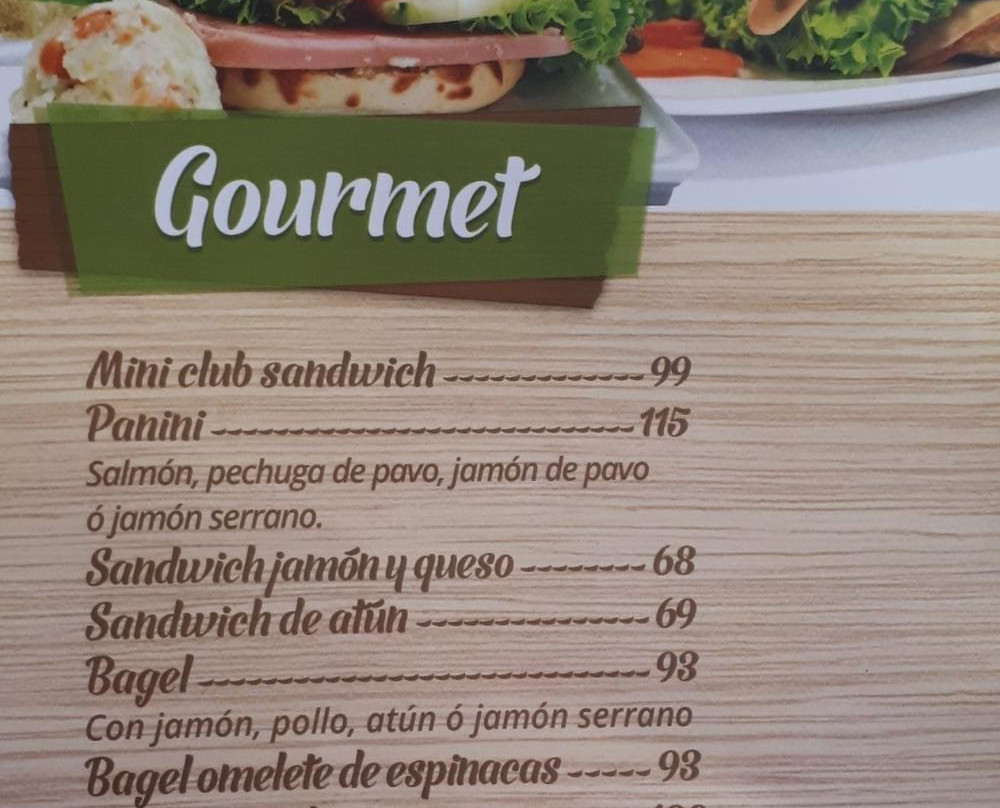 Gourmet
Mini club sandwich 99
Panini 115
Salmón, pechuga de pavo, jamón de pavo
ó jamón serrano.
Sandwich jamón y queso 68
Sandwich de atún 69
Bagel 93
Con jamón, pollo, atún ó jamón serrano
Bagel omelete de espinacas 93